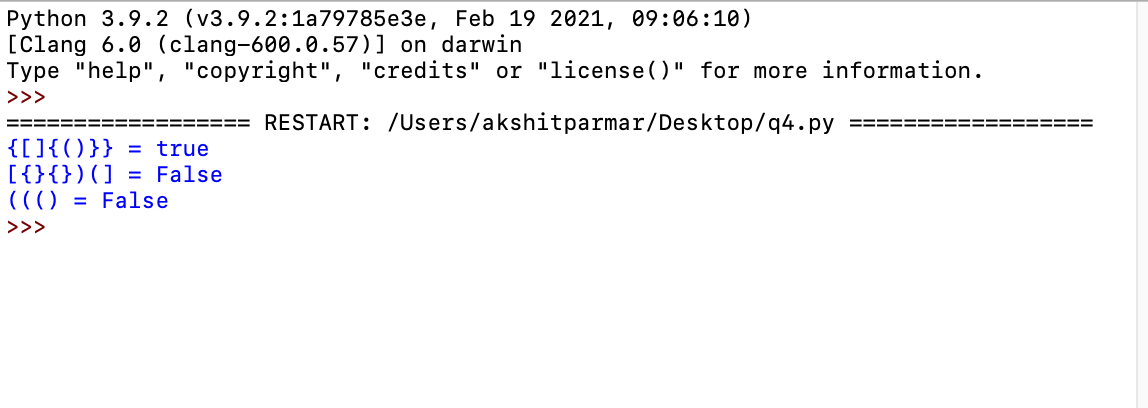 Python 3.9.2 (v3.9.2:1a79785e3e, Feb 19 2021, 09:06:10)
[Clang 6.0 (clang-600.0.57)] on darwin
Type "help", "copyright", "credits" or "license()" for more information.
>>>
================== RESTART: /Users/akshitparmar/Desktop/q4.py ==================
{[]{()}} = true
[{}{})(] = False
((() = False
>>>